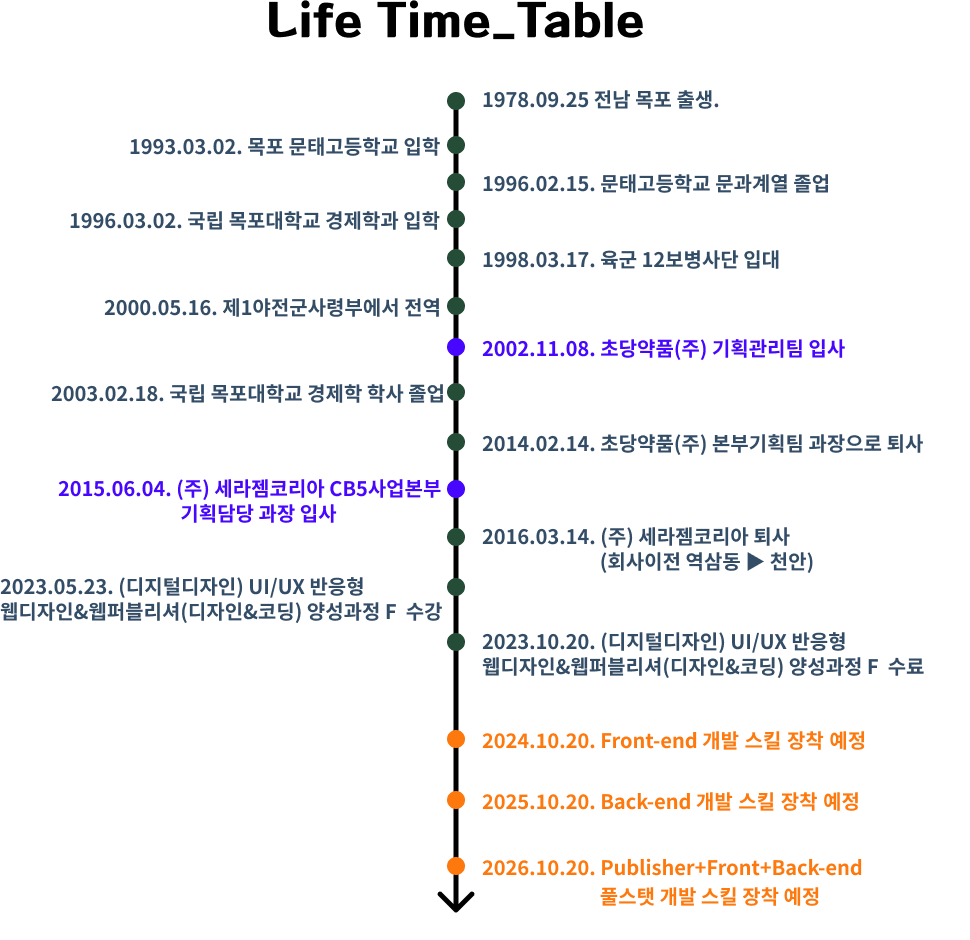 Life Time_Table
1978.09.25 전남 목포 출생.
1993.03.02. 목포 문태고등학교 입학
1996.02.15. 문태고등학교 문과계열 졸업
1996.03.02. 국립 목포대학교 경제학과 입학
1998.03.17. 육군 12보병사단 입대
2000.05.16. 제1야전군사령부에서 전역
2002.11.08. 초당약품(주) 기획관리팀 입사
2003.02.18. 국립 목포대학교 경제학 학사 졸업
2014.02.14. 초당약품(주) 본부기획팀 과장으로 퇴사
2015.06.04. (주) 세라젬코리아 CB5사업본부
기획담당 과장 입사
2016.03.14. (주) 세라젬코리아 퇴사
(회사이전 역삼동 ▶ 천안)
2023.05.23. (디지털디자인) UI/UX 반응형
웹디자인&웹퍼블리셔(디자인&코딩) 양성과정 F 수강
2023.10.20. (디지털디자인) UI/UX 반응형
웹디자인&웹퍼블리셔(디자인&코딩) 양성과정 F 수료
2024.10.20. Front-end 개발 스킬 장착 예정
2025.10.20. Back-end 개발 스킬 장착 예정
2026.10.20. Publisher+Front+Back-end
풀스탯 개발 스킬 장착 예정